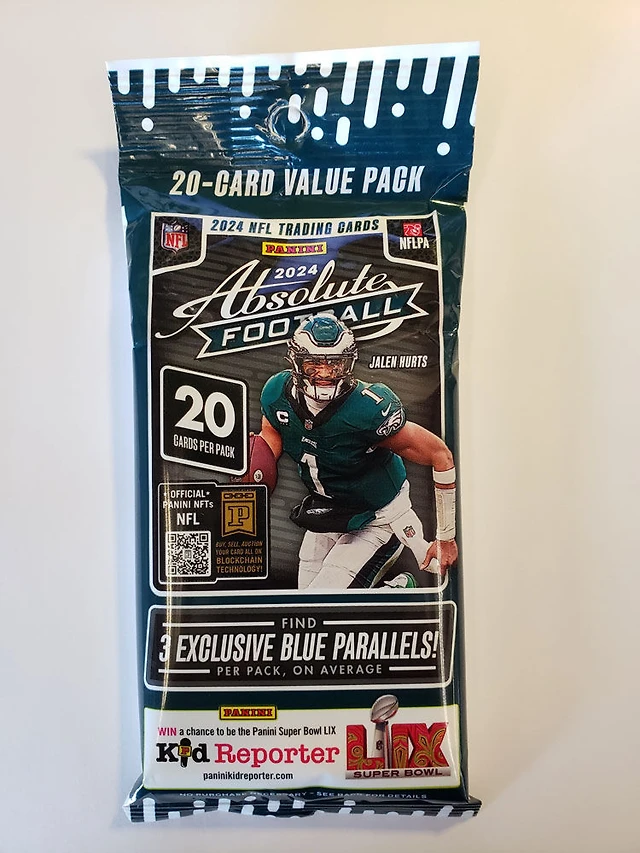 20-CARD VALUE PACK
2024 NFL TRADING CARDS
NFL
PANINI
NFLPA
2024
Absolute
FOOTBALL
JALEN HURTS
20
CARDS PER PACK
1
C
1
*OFFICIAL*
PANINI NFTs
NFL
P
BUY, SELL, AUCTION
YOUR CARD ALL ON
BLOCKCHAIN
TECHNOLOGY!
FIND
3 EXCLUSIVE BLUE PARALLELS!
PER PACK, ON AVERAGE
PANINI
WIN a chance to be the Panini Super Bowl LIX
Kid Reporter
paninikidreporter.com
LIX
SUPER BOWL
NO PURCHASE NECESSARY - SEE BACK FOR DETAILS